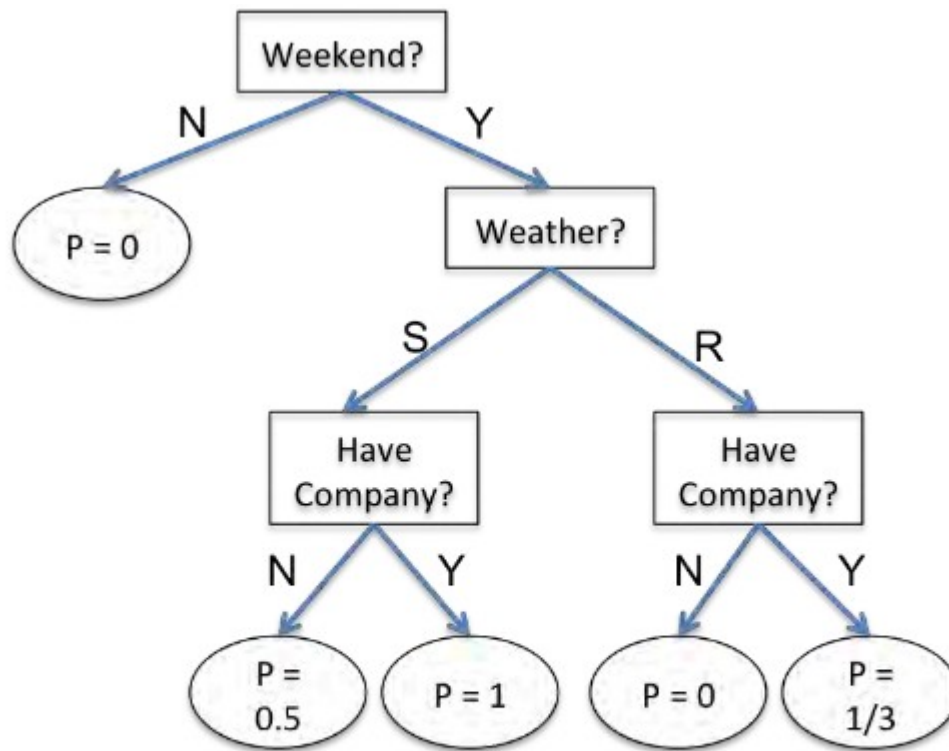 Weekend?
N
Y
P = 0
Weather?
S
R
Have
Company?
Have
Company?
N
Y
N
Y
P =
0.5
P = 1
P = 0
P =
1/3